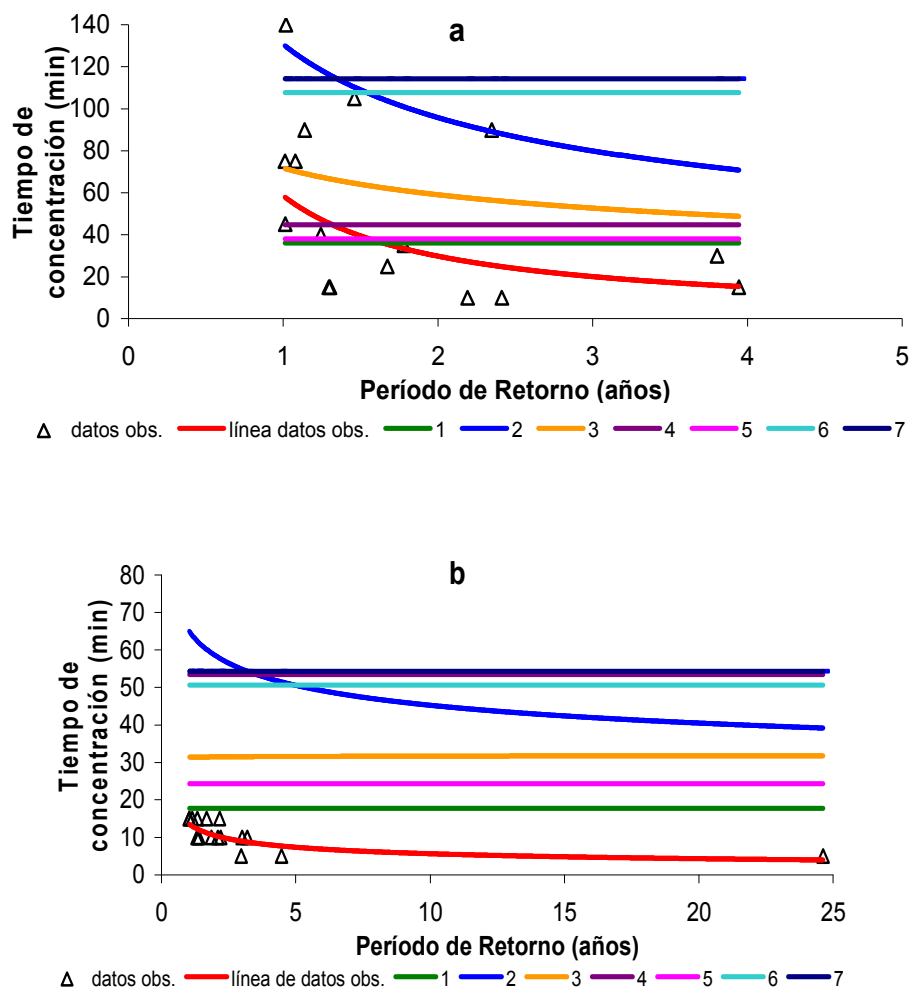 a
140
120
100
80
60
40
20
0
Tiempo de
concentración (min)
0 1 2 3 4 5
Período de Retorno (años)
datos obs. línea datos obs. 1 2 3 4 5 6 7
b
80
70
60
50
40
30
20
10
0
Tiempo de
concentración (min)
0 5 10 15 20 25
Período de Retorno (años)
datos obs. línea de datos obs. 1 2 3 4 5 6 7